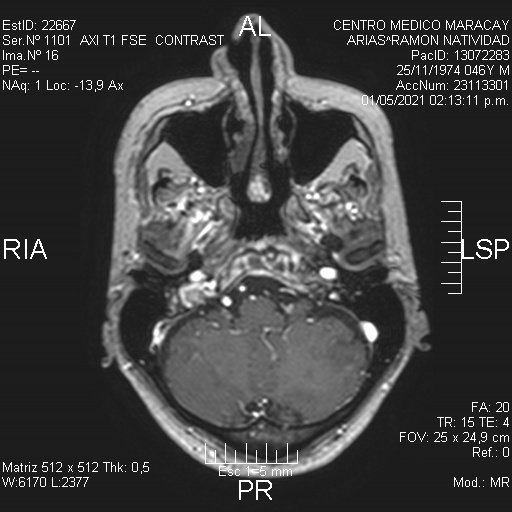 EstID: 22667
Ser.Nº 1101 AXI T1 FSE CONTRAST
Ima.Nº 16
PE= --
NAq: 1 Loc: -13,9 Ax
AL
CENTRO MEDICO MARACAY
ARIAS^RAMON NATIVIDAD
PacID: 13072283
25/11/1974 046Y M
AccNum: 23113301
01/05/2021 02:13:11 p.m.
RIA
LSP
Matriz 512 x 512 Thk: 0,5
W:6170 L:2377
Esc 1=5 mm
PR
FA: 20
TR: 15 TE: 4
FOV: 25 x 24,9 cm
Ref.: 0
Mod.: MR